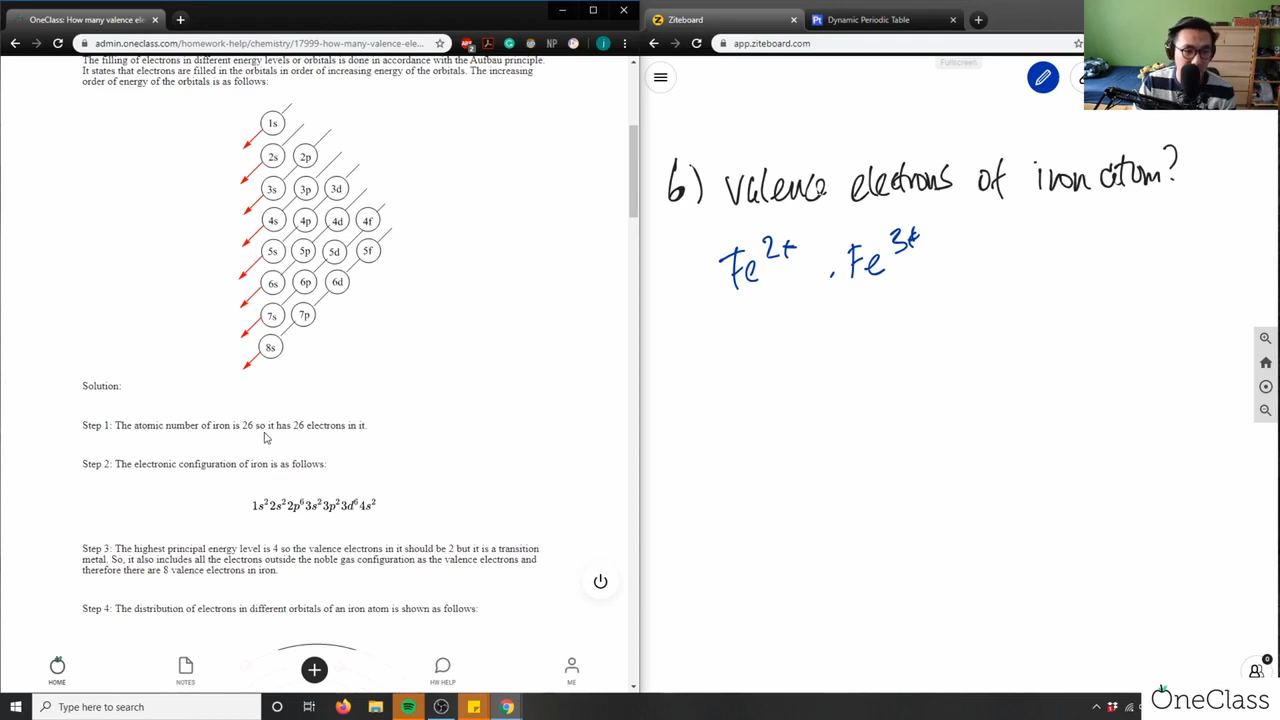 OneClass: How many valence ele
admin.oneclass.com/homework-help/chemistry/17999-how-many-valence-ele...
NP
j
The filling of electrons in different energy levels or orbitals is done in accordance with the Aufbau principle.
It states that electrons are filled in the orbitals in order of increasing energy of the orbitals. The increasing
order of energy of the orbitals is as follows:
1s
2s 2p
3s 3p 3d
4s 4p 4d 4f
5s 5p 5d 5f
6s 6p 6d
7s 7p
8s
Solution:
Step 1: The atomic number of iron is 26 so it has 26 electrons in it.
Step 2: The electronic configuration of iron is as follows:
1s²2s²2p⁶3s²3p²3d⁶4s²
Step 3: The highest principal energy level is 4 so the valence electrons in it should be 2 but it is a transition
metal. So, it also includes all the electrons outside the noble gas configuration as the valence electrons and
therefore there are 8 valence electrons in iron.
Step 4: The distribution of electrons in different orbitals of an iron atom is shown as follows:
HOME
NOTES
HW HELP
ME
Type here to search
Ziteboard
Pt Dynamic Periodic Table
app.ziteboard.com
Fullscreen
b) valence electrons of iron atom?
Fe²⁺ , Fe³⁺
0
OneClass